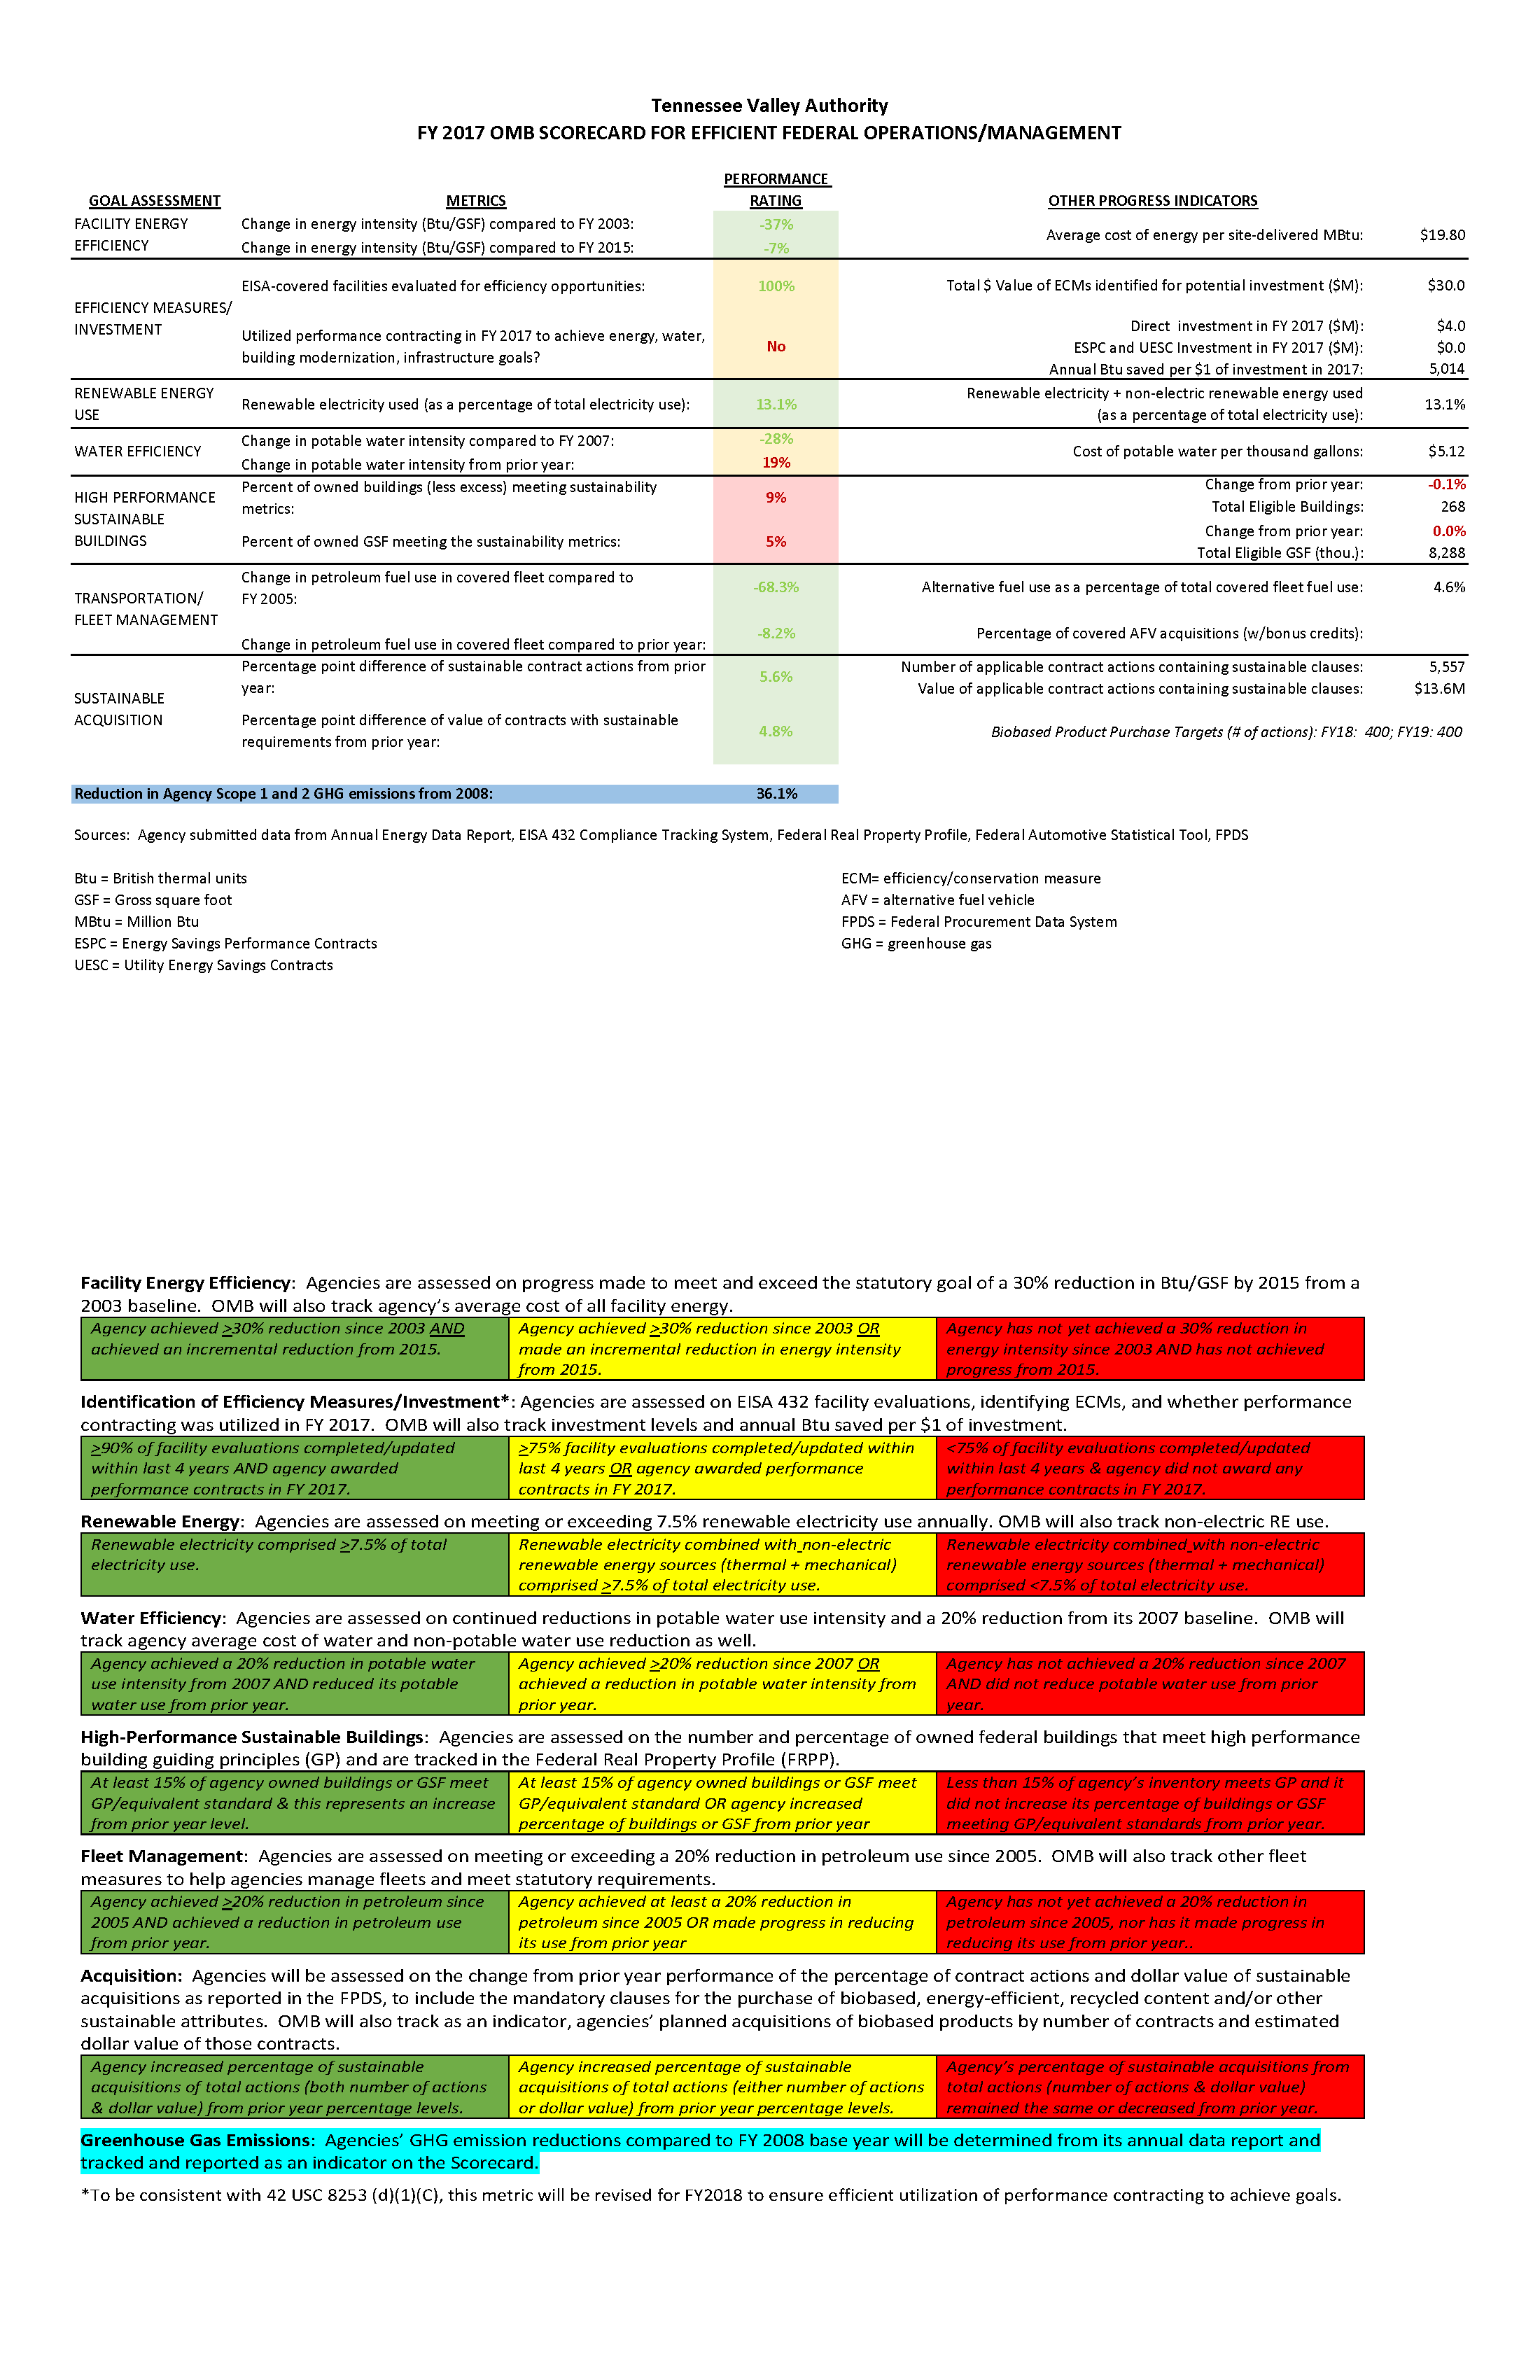 Tennessee Valley Authority
FY 2017 OMB SCORECARD FOR EFFICIENT FEDERAL OPERATIONS/MANAGEMENT
GOAL ASSESSMENT METRICS PERFORMANCE RATING OTHER PROGRESS INDICATORS
FACILITY ENERGY EFFICIENCY
Change in energy intensity (Btu/GSF) compared to FY 2003: -37%
Change in energy intensity (Btu/GSF) compared to FY 2015: -7%
Average cost of energy per site-delivered MBtu: $19.80
EFFICIENCY MEASURES/
INVESTMENT
EISA-covered facilities evaluated for efficiency opportunities: 100%
Total $ Value of ECMs identified for potential investment ($M): $30.0
Utilized performance contracting in FY 2017 to achieve energy, water,
building modernization, infrastructure goals? No
Direct investment in FY 2017 ($M): $4.0
ESPC and UESC Investment in FY 2017 ($M): $0.0
Annual Btu saved per $1 of investment in 2017: 5,014
RENEWABLE ENERGY
USE
Renewable electricity used (as a percentage of total electricity use): 13.1%
Renewable electricity + non-electric renewable energy used
(as a percentage of total electricity use): 13.1%
WATER EFFICIENCY
Change in potable water intensity compared to FY 2007: -28%
Change in potable water intensity from prior year: 19%
Cost of potable water per thousand gallons: $5.12
HIGH PERFORMANCE
SUSTAINABLE
BUILDINGS
Percent of owned buildings (less excess) meeting sustainability
metrics: 9%
Change from prior year: -0.1%
Total Eligible Buildings: 268
Percent of owned GSF meeting the sustainability metrics: 5%
Change from prior year: 0.0%
Total Eligible GSF (thou.): 8,288
TRANSPORTATION/
FLEET MANAGEMENT
Change in petroleum fuel use in covered fleet compared to
FY 2005: -68.3%
Alternative fuel use as a percentage of total covered fleet fuel use: 4.6%
Change in petroleum fuel use in covered fleet compared to prior year: -8.2%
Percentage of covered AFV acquisitions (w/bonus credits):
SUSTAINABLE
ACQUISITION
Percentage point difference of sustainable contract actions from prior
year: 5.6%
Number of applicable contract actions containing sustainable clauses: 5,557
Value of applicable contract actions containing sustainable clauses: $13.6M
Percentage point difference of value of contracts with sustainable
requirements from prior year: 4.8%
Biobased Product Purchase Targets (# of actions): FY18: 400; FY19: 400
Reduction in Agency Scope 1 and 2 GHG emissions from 2008: 36.1%
Sources: Agency submitted data from Annual Energy Data Report, EISA 432 Compliance Tracking System, Federal Real Property Profile, Federal Automotive Statistical Tool, FPDS
Btu = British thermal units
GSF = Gross square foot
MBtu = Million Btu
ESPC = Energy Savings Performance Contracts
UESC = Utility Energy Savings Contracts
ECM= efficiency/conservation measure
AFV = alternative fuel vehicle
FPDS = Federal Procurement Data System
GHG = greenhouse gas
Facility Energy Efficiency: Agencies are assessed on progress made to meet and exceed the statutory goal of a 30% reduction in Btu/GSF by 2015 from a
2003 baseline. OMB will also track agency's average cost of all facility energy.
Agency achieved >30% reduction since 2003 AND
achieved an incremental reduction from 2015.
Agency achieved >30% reduction since 2003 OR
made an incremental reduction in energy intensity
from 2015.
Agency has not yet achieved a 30% reduction in
energy intensity since 2003 AND has not achieved
progress from 2015.
Identification of Efficiency Measures/Investment*: Agencies are assessed on EISA 432 facility evaluations, identifying ECMs, and whether performance
contracting was utilized in FY 2017. OMB will also track investment levels and annual Btu saved per $1 of investment.
>90% of facility evaluations completed/updated
within last 4 years AND agency awarded
performance contracts in FY 2017.
>75% facility evaluations completed/updated within
last 4 years OR agency awarded performance
contracts in FY 2017.
<75% of facility evaluations completed/updated
within last 4 years & agency did not award any
performance contracts in FY 2017.
Renewable Energy: Agencies are assessed on meeting or exceeding 7.5% renewable electricity use annually. OMB will also track non-electric RE use.
Renewable electricity comprised >7.5% of total
electricity use.
Renewable electricity combined with non-electric
renewable energy sources (thermal + mechanical)
comprised >7.5% of total electricity use.
Renewable electricity combined with non-electric
renewable energy sources (thermal + mechanical)
comprised <7.5% of total electricity use.
Water Efficiency: Agencies are assessed on continued reductions in potable water use intensity and a 20% reduction from its 2007 baseline. OMB will
track agency average cost of water and non-potable water use reduction as well.
Agency achieved a 20% reduction in potable water
use intensity from 2007 AND reduced its potable
water use from prior year.
Agency achieved >20% reduction since 2007 OR
achieved a reduction in potable water intensity from
prior year.
Agency has not achieved a 20% reduction since 2007
AND did not reduce potable water use from prior
year.
High-Performance Sustainable Buildings: Agencies are assessed on the number and percentage of owned federal buildings that meet high performance
building guiding principles (GP) and are tracked in the Federal Real Property Profile (FRPP).
At least 15% of agency owned buildings or GSF meet
GP/equivalent standard & this represents an increase
from prior year level.
At least 15% of agency owned buildings or GSF meet
GP/equivalent standard OR agency increased
percentage of buildings or GSF from prior year
Less than 15% of agency's inventory meets GP and it
did not increase its percentage of buildings or GSF
meeting GP/equivalent standards from prior year.
Fleet Management: Agencies are assessed on meeting or exceeding a 20% reduction in petroleum use since 2005. OMB will also track other fleet
measures to help agencies manage fleets and meet statutory requirements.
Agency achieved >20% reduction in petroleum since
2005 AND achieved a reduction in petroleum use
from prior year.
Agency achieved at least a 20% reduction in
petroleum since 2005 OR made progress in reducing
its use from prior year
Agency has not yet achieved a 20% reduction in
petroleum since 2005, nor has it made progress in
reducing its use from prior year..
Acquisition: Agencies will be assessed on the change from prior year performance of the percentage of contract actions and dollar value of sustainable
acquisitions as reported in the FPDS, to include the mandatory clauses for the purchase of biobased, energy-efficient, recycled content and/or other
sustainable attributes. OMB will also track as an indicator, agencies' planned acquisitions of biobased products by number of contracts and estimated
dollar value of those contracts.
Agency increased percentage of sustainable
acquisitions of total actions (both number of actions
& dollar value) from prior year percentage levels.
Agency increased percentage of sustainable
acquisitions of total actions (either number of actions
or dollar value) from prior year percentage levels.
Agency's percentage of sustainable acquisitions from
total actions (number of actions & dollar value)
remained the same or decreased from prior year.
Greenhouse Gas Emissions: Agencies' GHG emission reductions compared to FY 2008 base year will be determined from its annual data report and
tracked and reported as an indicator on the Scorecard.
*To be consistent with 42 USC 8253 (d)(1)(C), this metric will be revised for FY2018 to ensure efficient utilization of performance contracting to achieve goals.